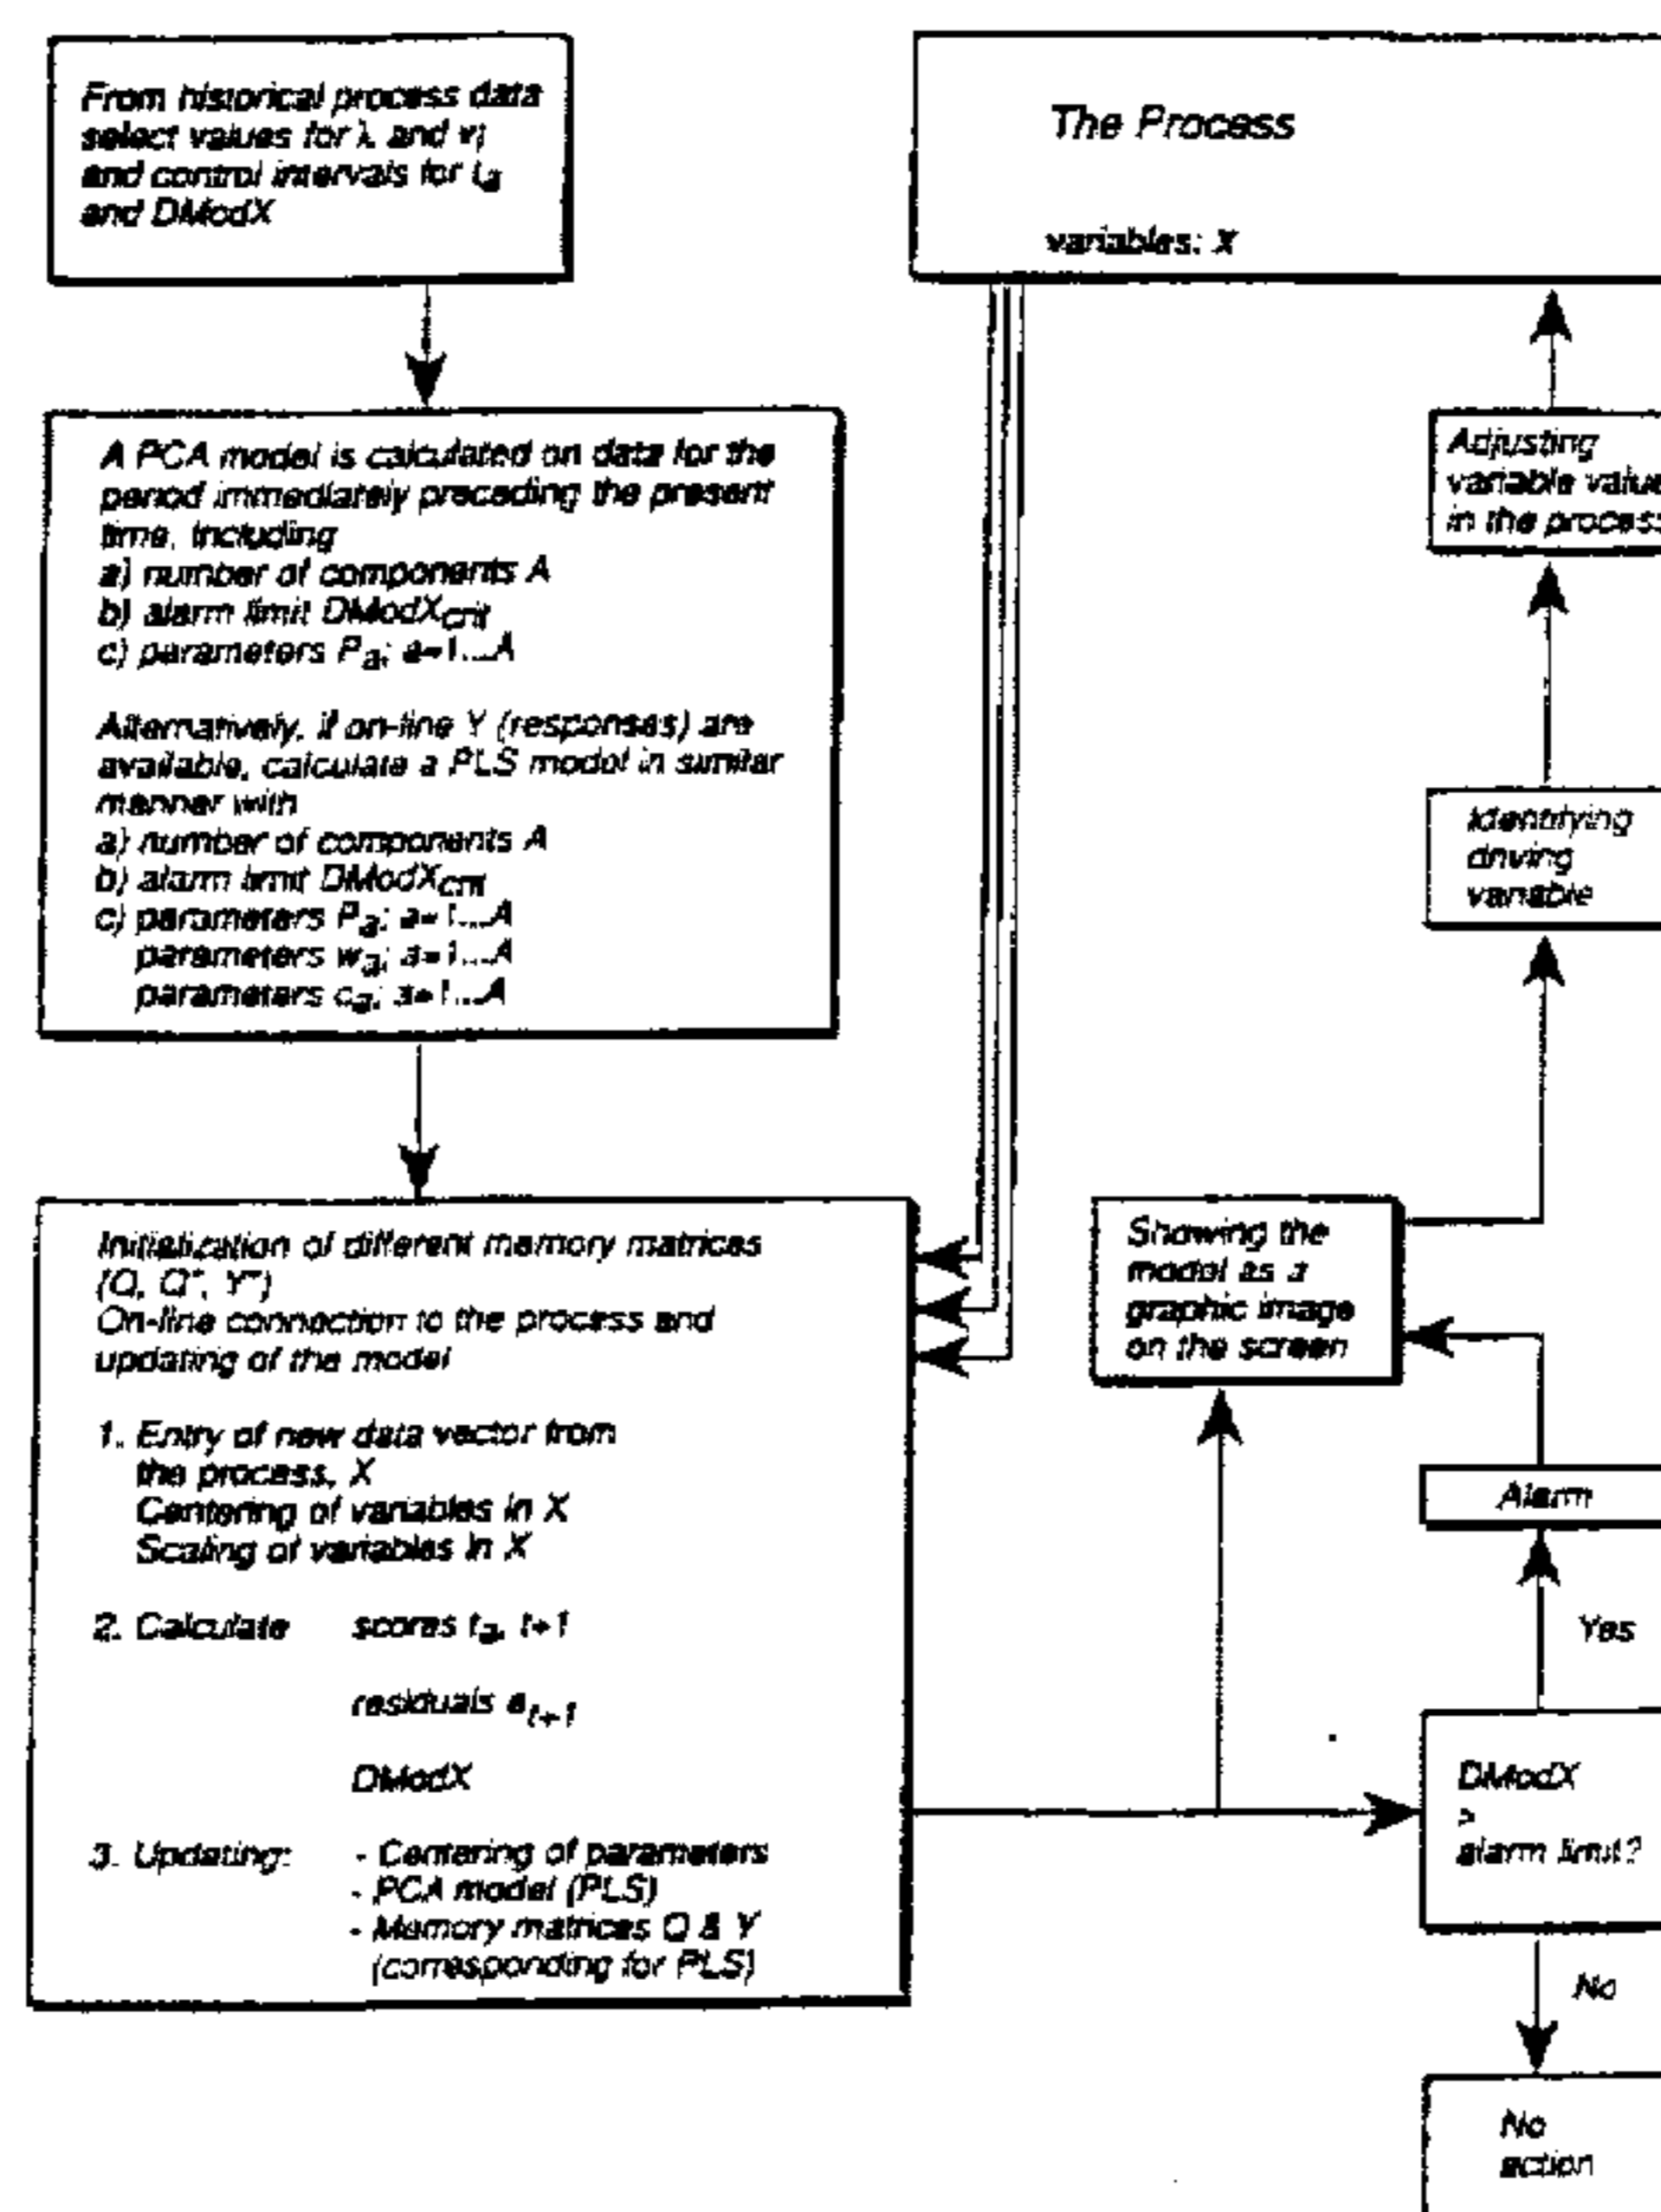 From historical process data
select values for λ and vi
and control intervals for ta
and DModX
A PCA model is calculated on data for the
period immediately preceding the present
time, including
a) number of components A
b) alarm limit DModXcrit
c) parameters Pa; a=1...A
Alternatively, if on-line Y (responses) are
available, calculate a PLS model in similar
manner with
a) number of components A
b) alarm limit DModXcrit
c) parameters Pa; a=1...A
parameters wa; a=1...A
parameters ca; a=1...A
Initialization of different memory matrices
On-line connection to the process and
updating of the model
1. Entry of new data vector from
the process, X
Centering of variables in X
Scaling of variables in X
2. Calculate scores ta, t+1
residuals et+1
DModX
3. Updating: - Centering of parameters
- PCA model (PLS)
- Memory matrices Q & Y
(corresponding for PLS)
The Process
variables: X
Adjusting
variable value
in the process
Identifying
driving
variable
Showing the
model as a
graphic image
on the screen
Alarm
Yes
DModX
>
alarm limit?
No
No
action